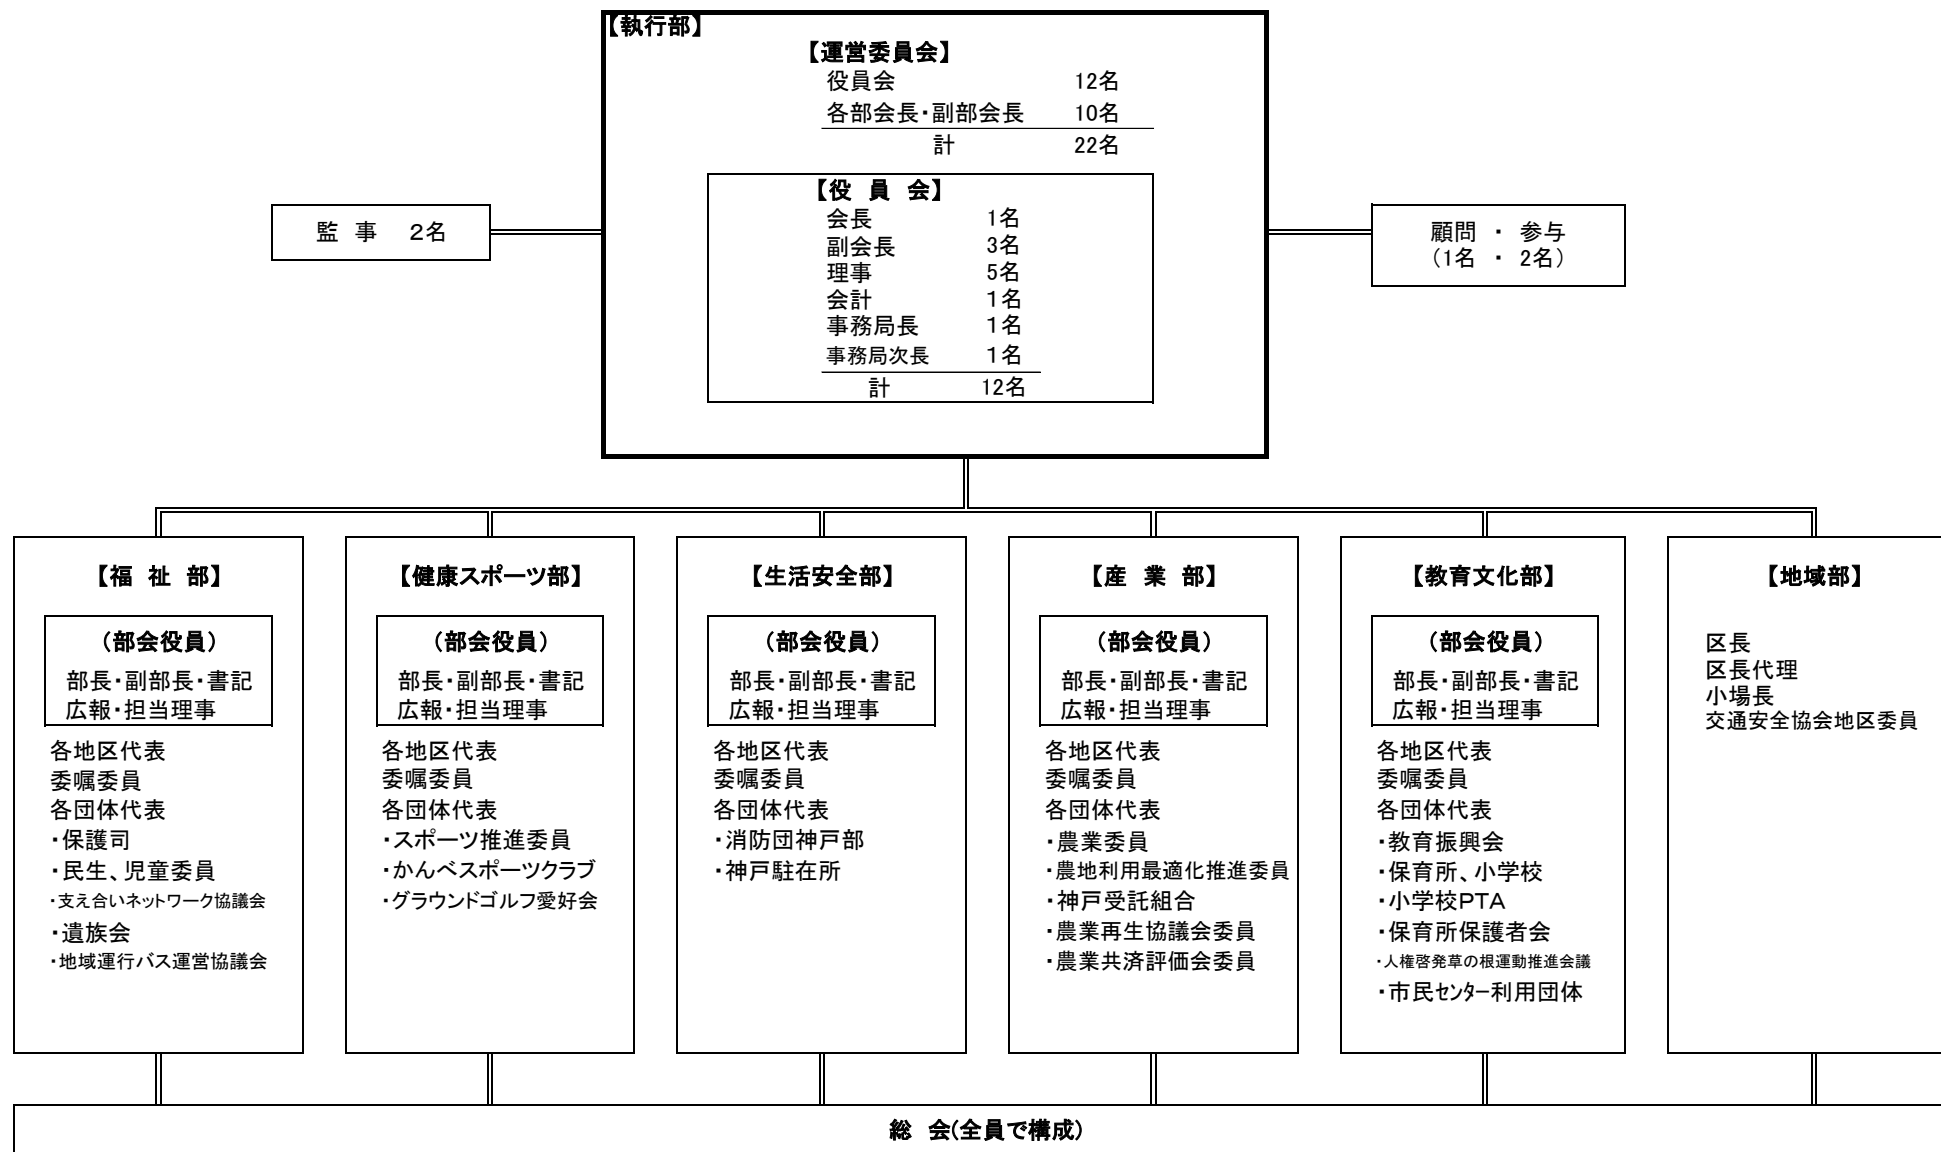 【執行部】
【運営委員会】
役員会 12名
各部会長・副部会長 10名
計 22名
【役 員 会】
会長 1名
副会長 3名
理事 5名
会計 1名
事務局長 1名
事務局次長 1名
計 12名
監 事 2名
顧問 ・ 参与
(1名 ・ 2名)
【福 祉 部】
(部会役員)
部長・副部長・書記
広報・担当理事
各地区代表
委嘱委員
各団体代表
・保護司
・民生、児童委員
・支え合いネットワーク協議会
・遺族会
・地域運行バス運営協議会
【健康スポーツ部】
(部会役員)
部長・副部長・書記
広報・担当理事
各地区代表
委嘱委員
各団体代表
・スポーツ推進委員
・かんべスポーツクラブ
・グラウンドゴルフ愛好会
【生活安全部】
(部会役員)
部長・副部長・書記
広報・担当理事
各地区代表
委嘱委員
各団体代表
・消防団神戸部
・神戸駐在所
【産 業 部】
(部会役員)
部長・副部長・書記
広報・担当理事
各地区代表
委嘱委員
各団体代表
・農業委員
・農地利用最適化推進委員
・神戸受託組合
・農業再生協議会委員
・農業共済評価会委員
【教育文化部】
(部会役員)
部長・副部長・書記
広報・担当理事
各地区代表
委嘱委員
各団体代表
・教育振興会
・保育所、小学校
・小学校PTA
・保育所保護者会
・人権啓発草の根運動推進会議
・市民センター利用団体
【地域部】
区長
区長代理
小場長
交通安全協会地区委員
総 会(全員で構成)